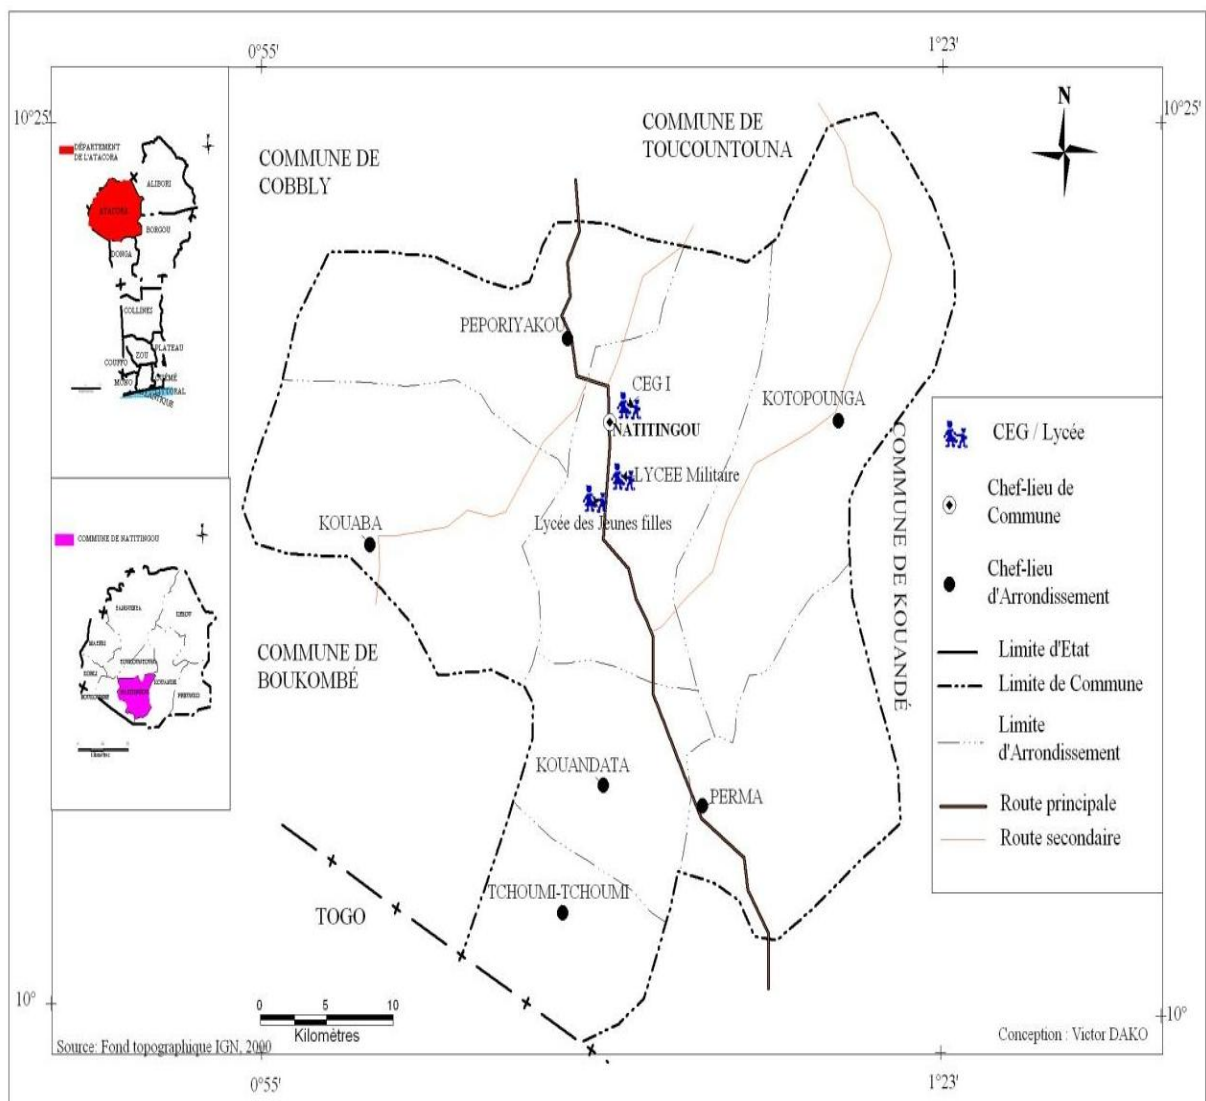 0°55'
1°23'
10°25'
10°25'
N
DÉPARTEMENT
DE L'ATACORA
ALIBORI
ATACORA
BORGOU
DONGA
COLLINES
PLATEAU
ZOU
COUFFO
MONO
COMMUNE DE NATITINGOU
COMMUNE DE
COBBLY
COMMUNE DE
TOUCOUNTOUNA
PEPORIYAKOU
CEG I
NATITINGOU
KOTOPOUNGA
LYCEE Militaire
Lycée des Jeunes filles
KOUABA
COMMUNE DE KOUANDÉ
COMMUNE DE
BOUKOMBÉ
KOUANDATA
PERMA
TCHOUMI-TCHOUMI
TOGO
CEG / Lycée
Chef-lieu de
Commune
Chef-lieu
d'Arrondissement
Limite d'Etat
Limite de Commune
Limite
d'Arrondissement
Route principale
Route secondaire
10°
10°
0 5 10
Kilomètres
Source: Fond topographique IGN, 2000
Conception : Victor DAKO
0°55'
1°23'